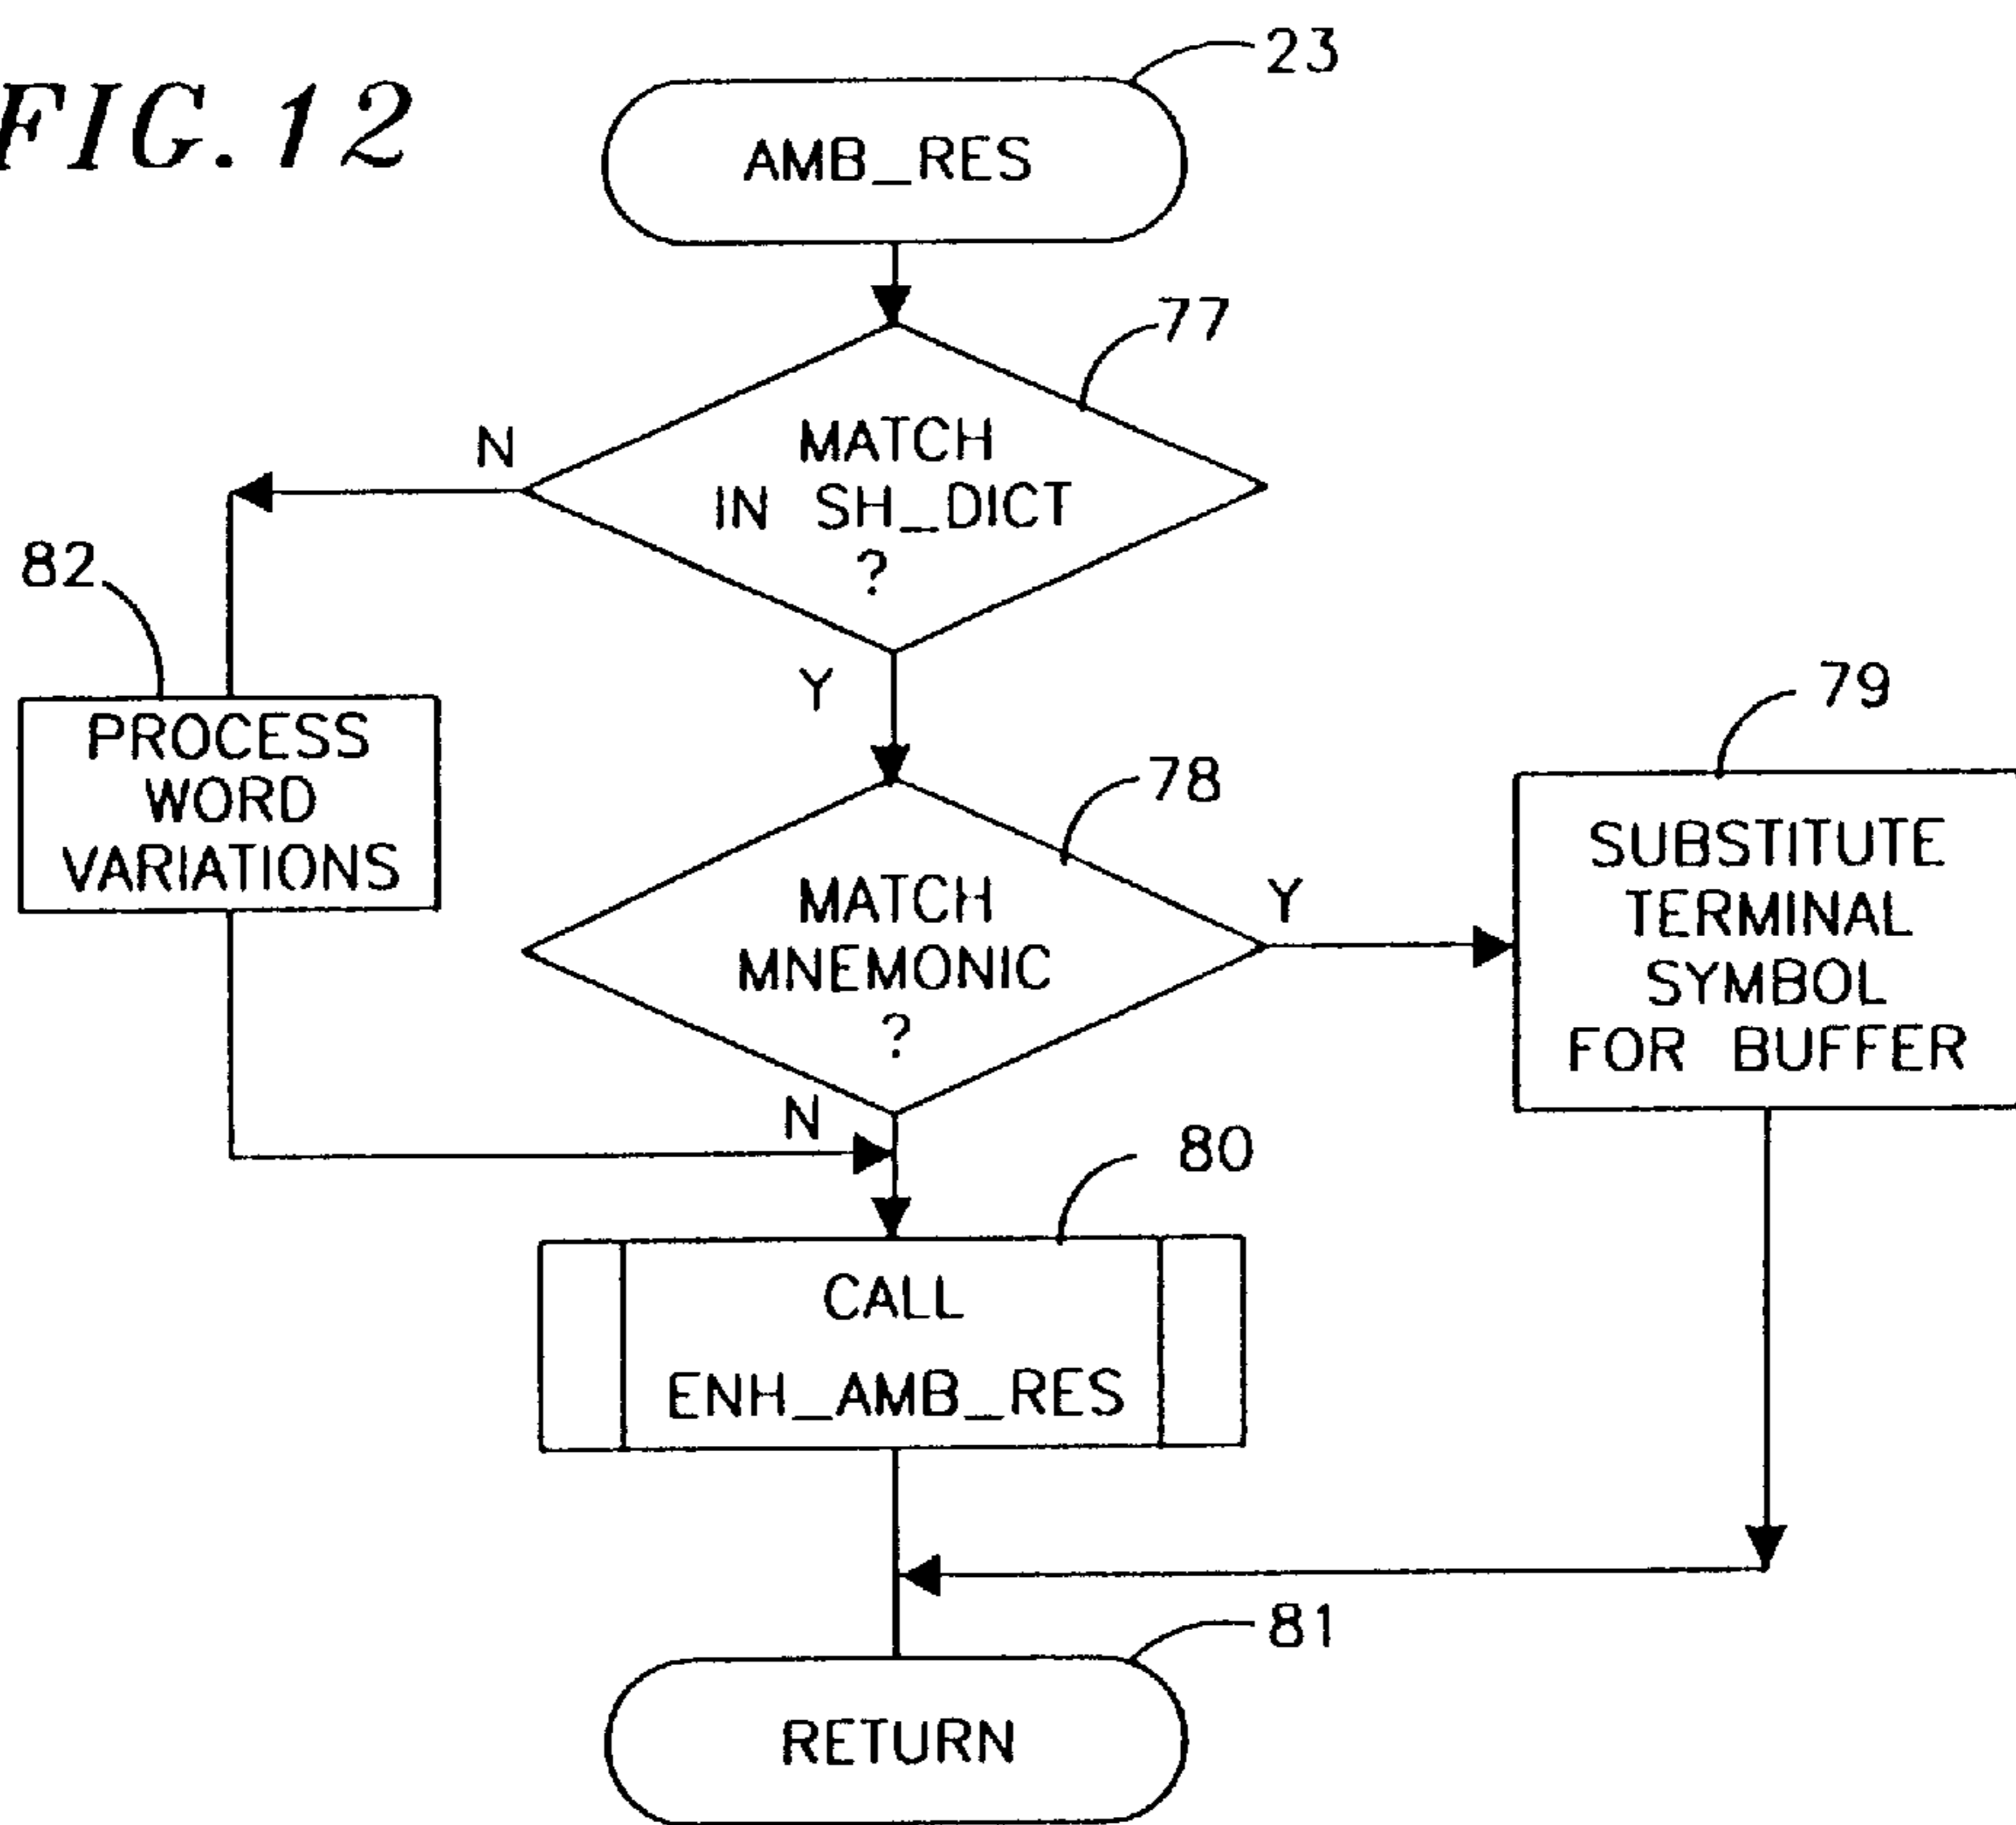 FIG. 12
23
AMB_RES
77
MATCH
IN SH_DICT
?
N
Y
82
PROCESS
WORD
VARIATIONS
78
MATCH
MNEMONIC
?
Y
N
79
SUBSTITUTE
TERMINAL
SYMBOL
FOR BUFFER
80
CALL
ENH_AMB_RES
81
RETURN